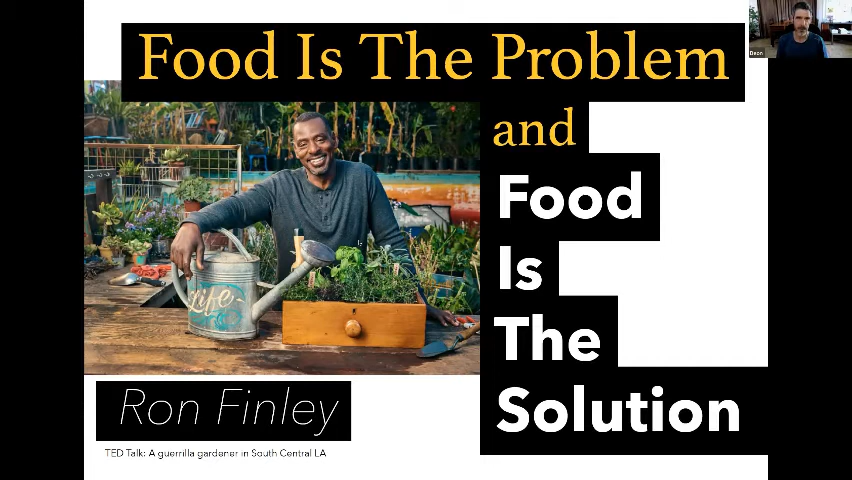 Food Is The Problem
and
Food
Is
The
Solution
Life
Ron Finley
TED Talk: A guerrilla gardener in South Central LA
Deon